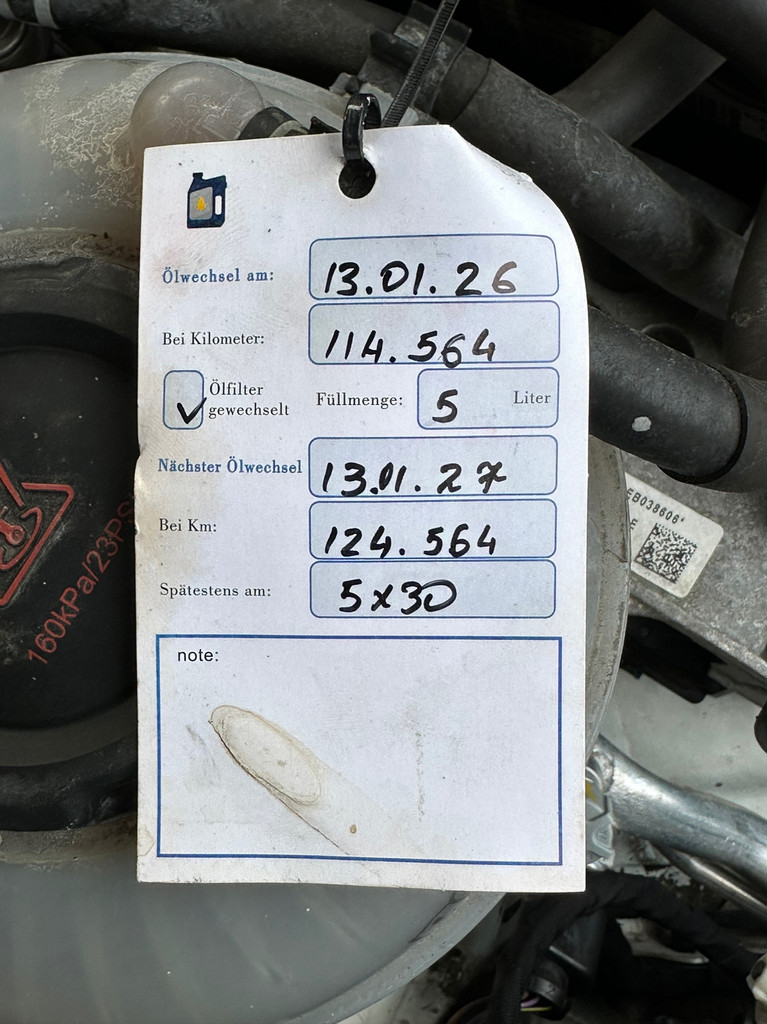 Ölwechsel am: 13.01.26
Bei Kilometer: 114.564
Ölfilter gewechselt Füllmenge: 5 Liter
Nächster Ölwechsel 13.01.27
Bei Km: 124.564
Spätestens am: 5x30
note:
160kPa/23PS
EB038606*